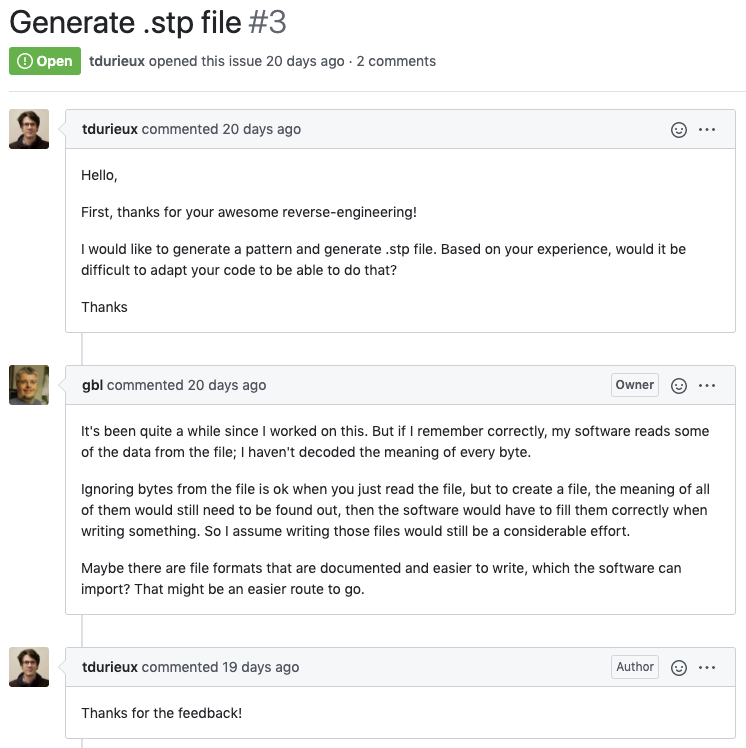 Generate .stp file #3
Open tdurieux opened this issue 20 days ago · 2 comments
tdurieux commented 20 days ago
Hello,
First, thanks for your awesome reverse-engineering!
I would like to generate a pattern and generate .stp file. Based on your experience, would it be
difficult to adapt your code to be able to do that?
Thanks
gbl commented 20 days ago Owner
It's been quite a while since I worked on this. But if I remember correctly, my software reads some
of the data from the file; I haven't decoded the meaning of every byte.
Ignoring bytes from the file is ok when you just read the file, but to create a file, the meaning of all
of them would still need to be found out, then the software would have to fill them correctly when
writing something. So I assume writing those files would still be a considerable effort.
Maybe there are file formats that are documented and easier to write, which the software can
import? That might be an easier route to go.
tdurieux commented 19 days ago Author
Thanks for the feedback!